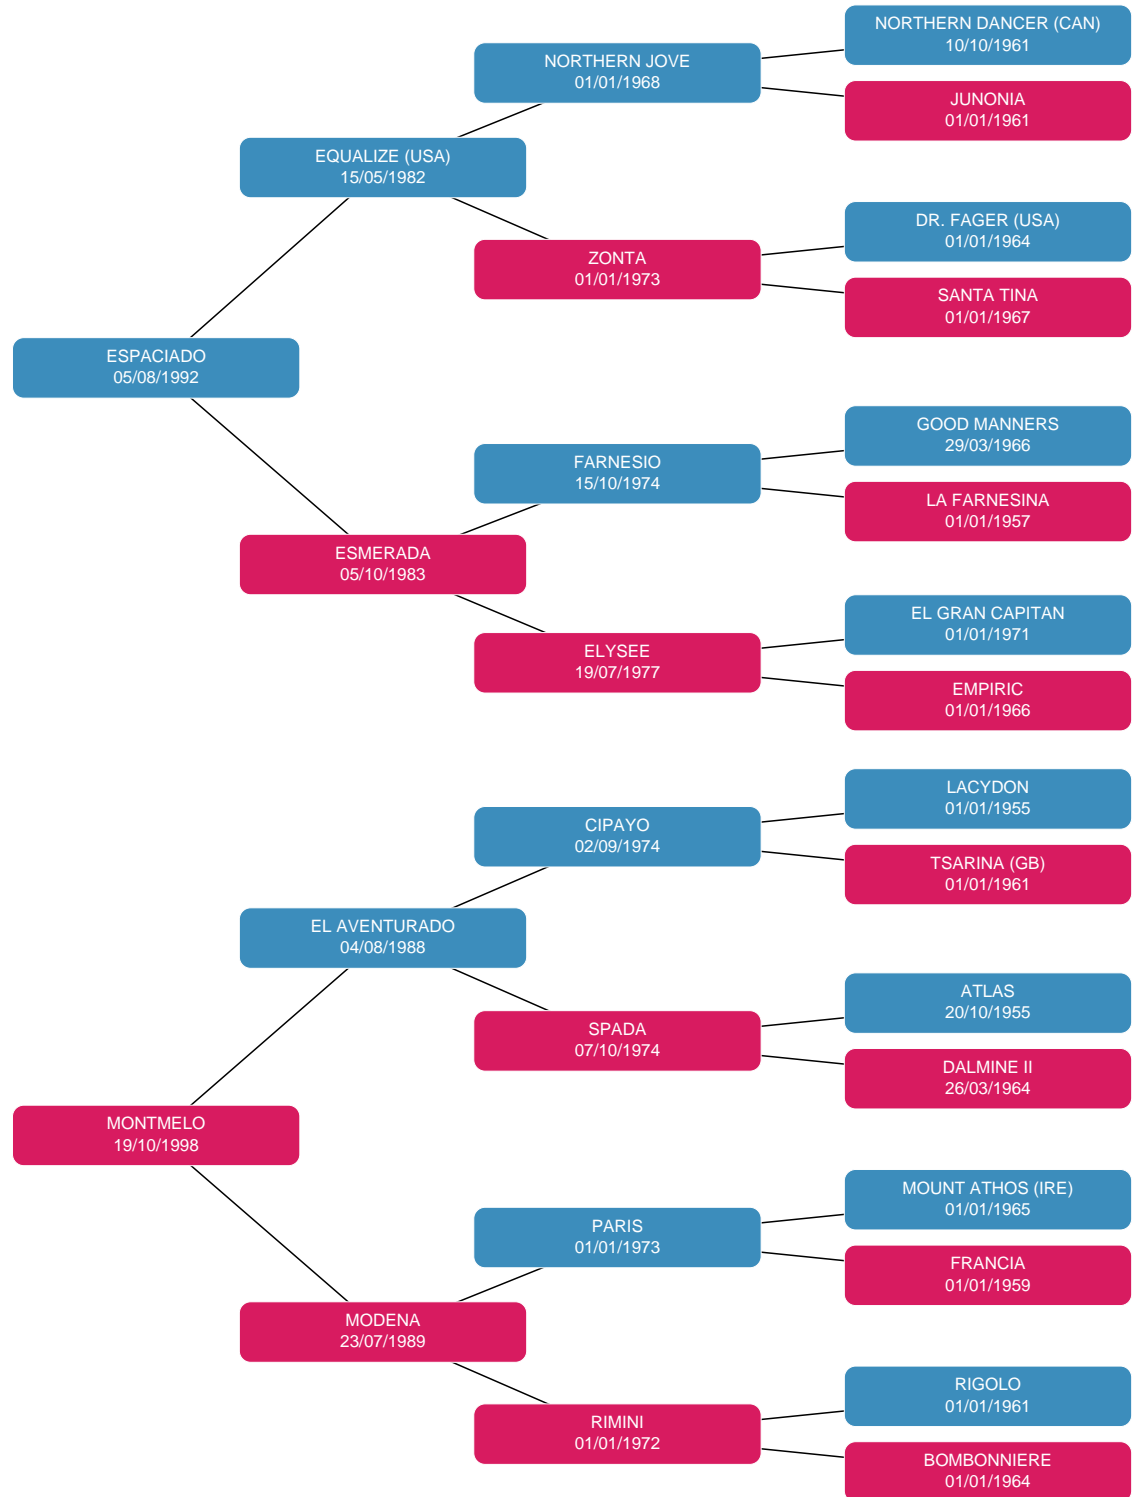 NORTHERN DANCER (CAN)
10/10/1961
NORTHERN JOVE
01/01/1968
JUNONIA
01/01/1961
EQUALIZE (USA)
15/05/1982
DR. FAGER (USA)
01/01/1964
ZONTA
01/01/1973
SANTA TINA
01/01/1967
ESPACIADO
05/08/1992
GOOD MANNERS
29/03/1966
FARNESIO
15/10/1974
LA FARNESINA
01/01/1957
ESMERADA
05/10/1983
EL GRAN CAPITAN
01/01/1971
ELYSEE
19/07/1977
EMPIRIC
01/01/1966
LACYDON
01/01/1955
CIPAYO
02/09/1974
TSARINA (GB)
01/01/1961
EL AVENTURADO
04/08/1988
ATLAS
20/10/1955
SPADA
07/10/1974
DALMINE II
26/03/1964
MONTMELO
19/10/1998
MOUNT ATHOS (IRE)
01/01/1965
PARIS
01/01/1973
FRANCIA
01/01/1959
MODENA
23/07/1989
RIGOLO
01/01/1961
RIMINI
01/01/1972
BOMBONNIERE
01/01/1964